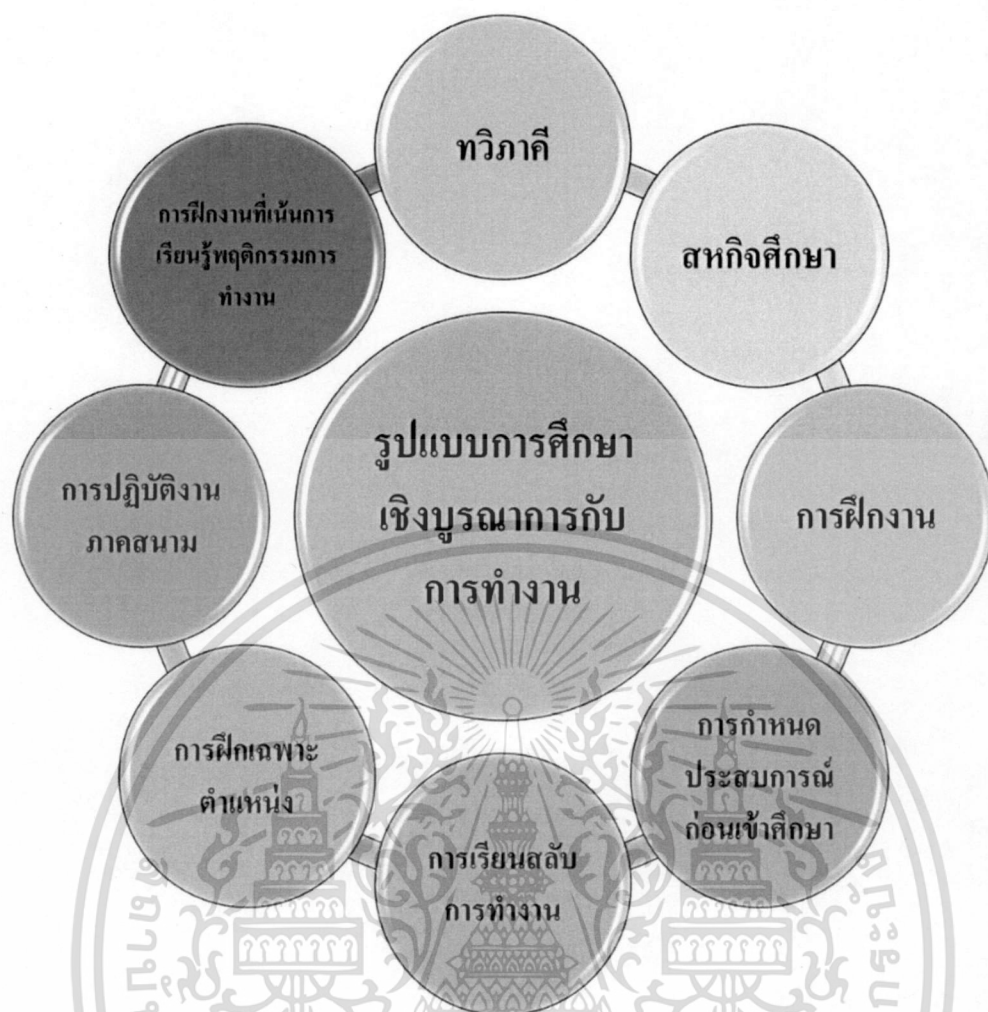 ทวิภาคี
สหกิจศึกษา
การฝึกงาน
การกำหนด
ประสบการณ์
ก่อนเข้าศึกษา
การเรียนสลับ
การทำงาน
การฝึกเฉพาะ
ตำแหน่ง
การปฏิบัติงาน
ภาคสนาม
การฝึกงานที่เน้นการ
เรียนรู้พฤติกรรมการ
ทำงาน
รูปแบบการศึกษา
เชิงบูรณาการกับ
การทำงาน